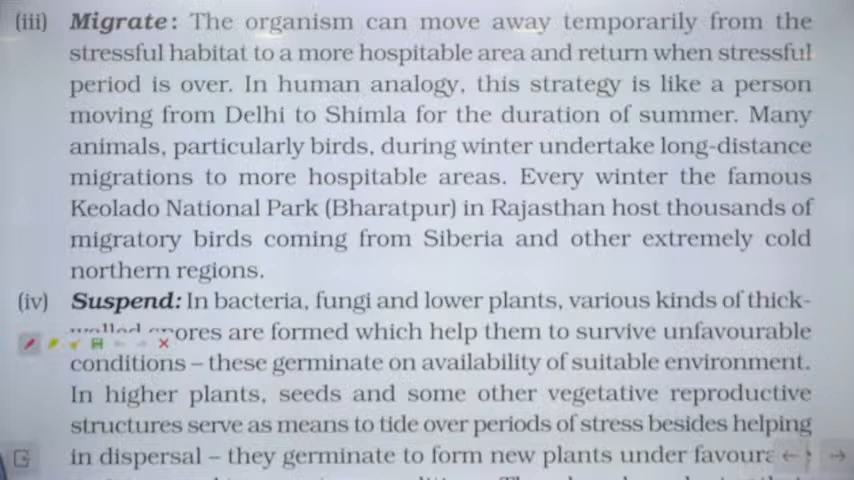 (iii) Migrate: The organism can move away temporarily from the
stressful habitat to a more hospitable area and return when stressful
period is over. In human analogy, this strategy is like a person
moving from Delhi to Shimla for the duration of summer. Many
animals, particularly birds, during winter undertake long-distance
migrations to more hospitable areas. Every winter the famous
Keolado National Park (Bharatpur) in Rajasthan host thousands of
migratory birds coming from Siberia and other extremely cold
northern regions.
(iv) Suspend: In bacteria, fungi and lower plants, various kinds of thick-
walled spores are formed which help them to survive unfavourable
conditions – these germinate on availability of suitable environment.
In higher plants, seeds and some other vegetative reproductive
structures serve as means to tide over periods of stress besides helping
in dispersal – they germinate to form new plants under